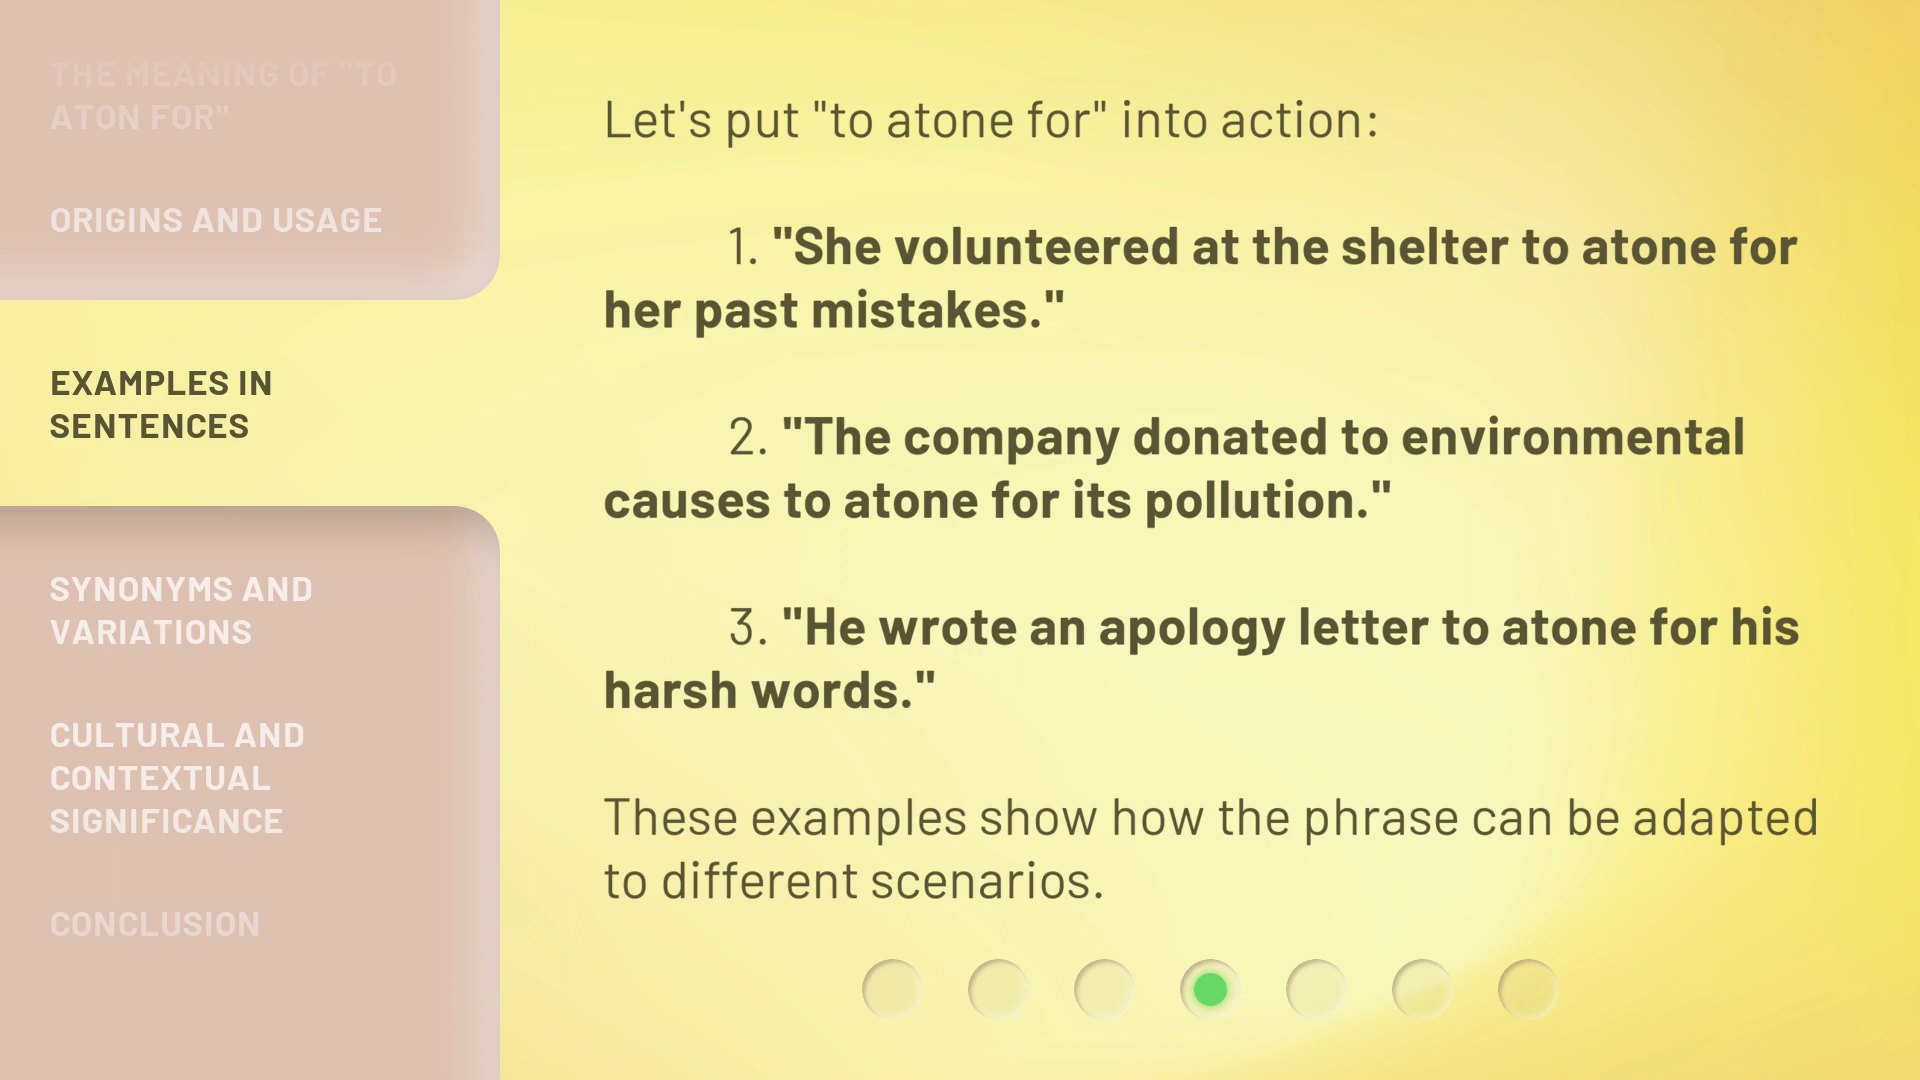 THE MEANING OF "TO
ATON FOR"
ORIGINS AND USAGE
EXAMPLES IN
SENTENCES
SYNONYMS AND
VARIATIONS
CULTURAL AND
CONTEXTUAL
SIGNIFICANCE
CONCLUSION
Let's put "to atone for" into action:
1. "She volunteered at the shelter to atone for
her past mistakes."
2. "The company donated to environmental
causes to atone for its pollution."
3. "He wrote an apology letter to atone for his
harsh words."
These examples show how the phrase can be adapted
to different scenarios.